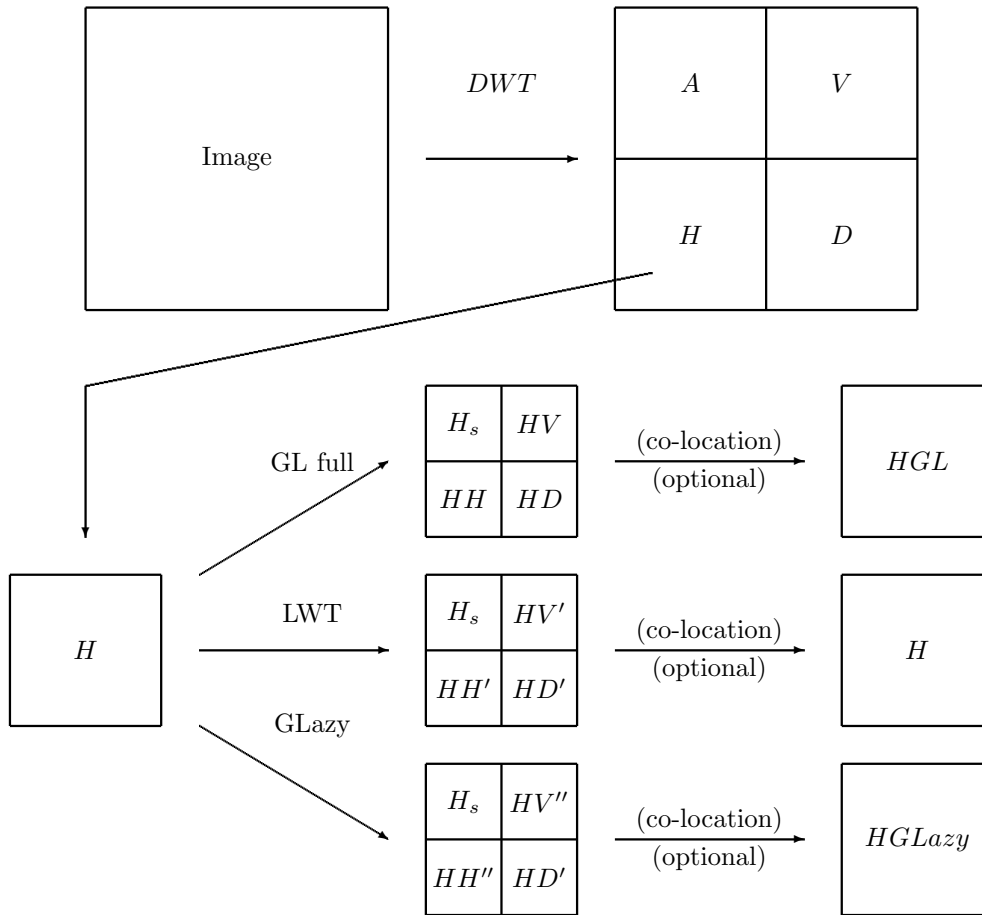 DWT
A V
Image
H D
H_s HV
(co-location)
GL full
HGL
HH HD
(optional)
LWT
H_s HV'
(co-location)
H
H
HH' HD'
(optional)
GLazy
H_s HV''
(co-location)
HGLazy
HH'' HD'
(optional)